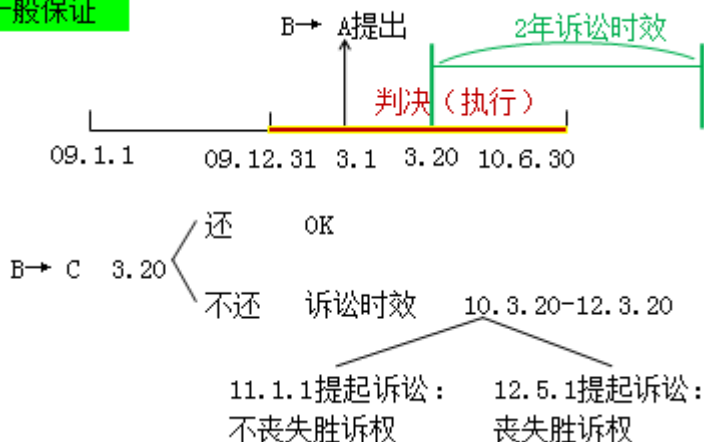 一般保证
B→ A提出
2年诉讼时效
判决（执行）
09.1.1
09.12.31 3.1 3.20 10.6.30
还 OK
B→ C 3.20
不还 诉讼时效 10.3.20-12.3.20
11.1.1提起诉讼： 12.5.1提起诉讼：
不丧失胜诉权 丧失胜诉权